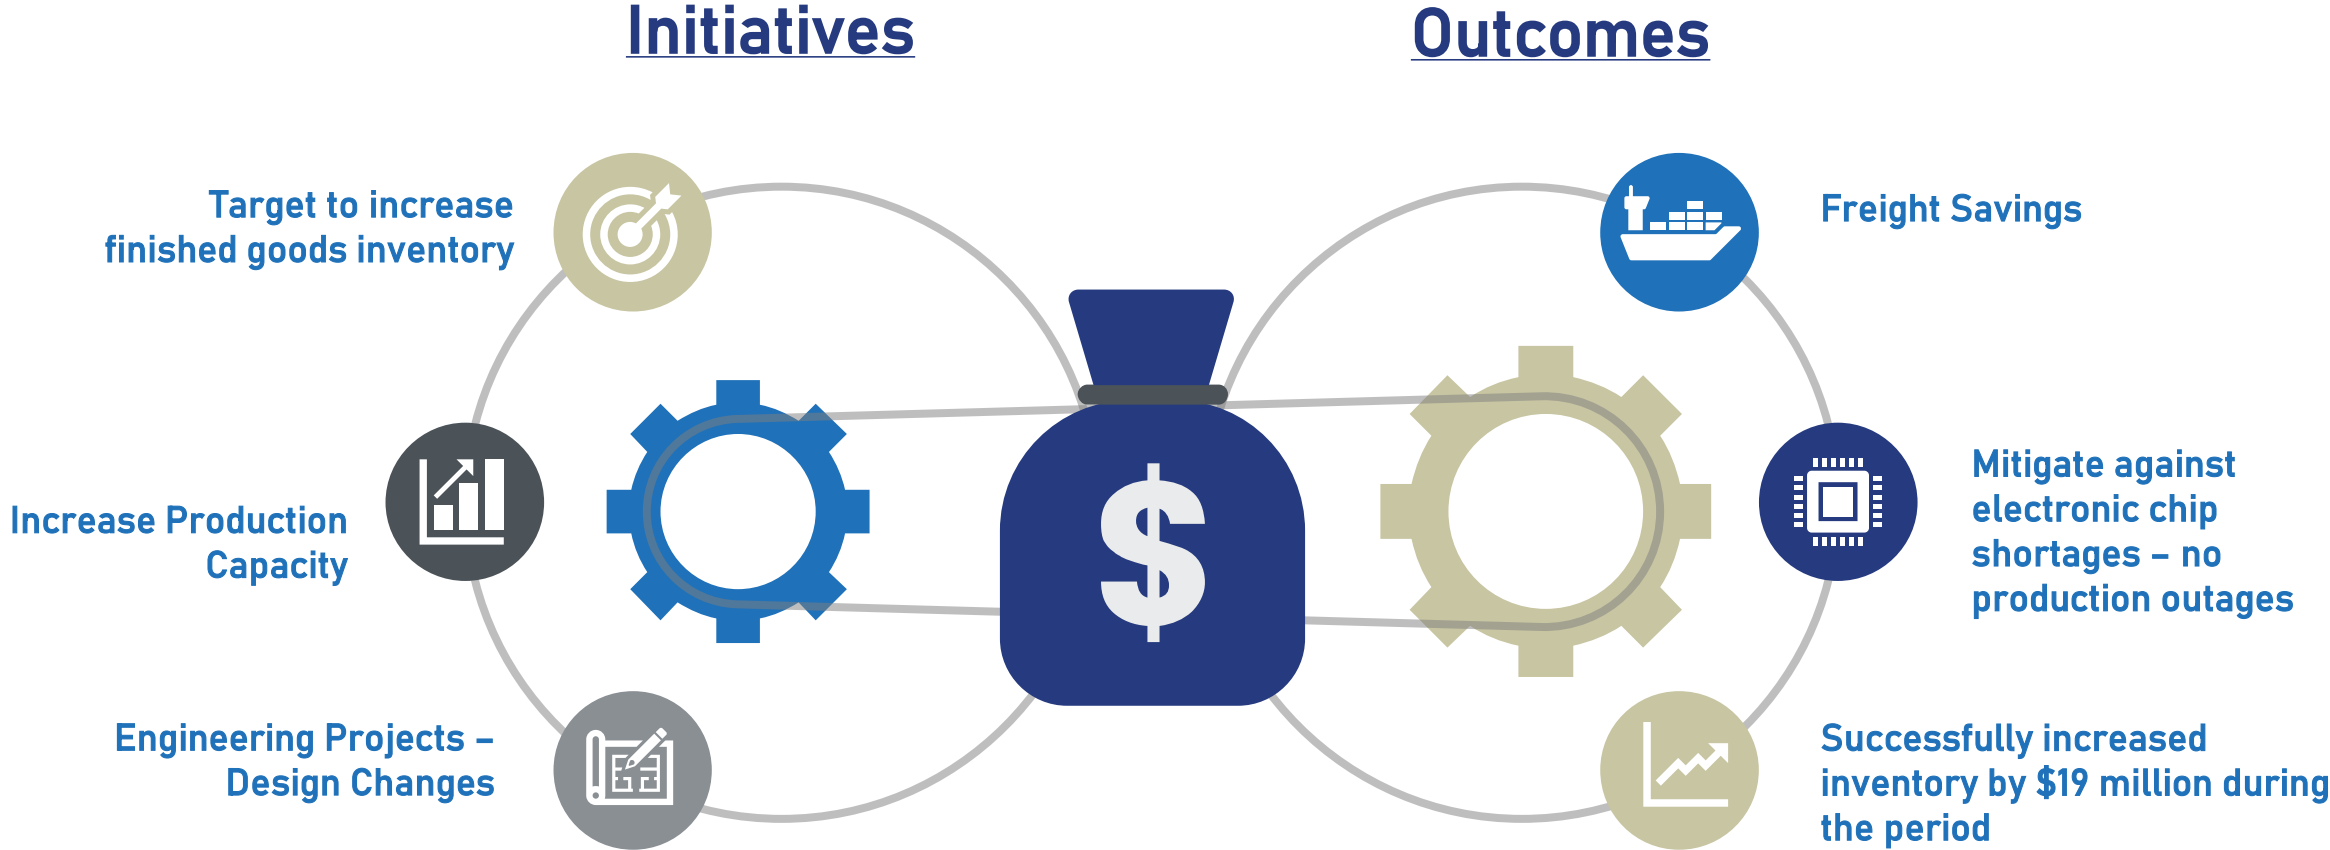 Initiatives
Outcomes
Target to increase
finished goods inventory
Increase Production
Capacity
Engineering Projects –
Design Changes
$
Freight Savings
Mitigate against
electronic chip
shortages – no
production outages
Successfully increased
inventory by $19 million during
the period